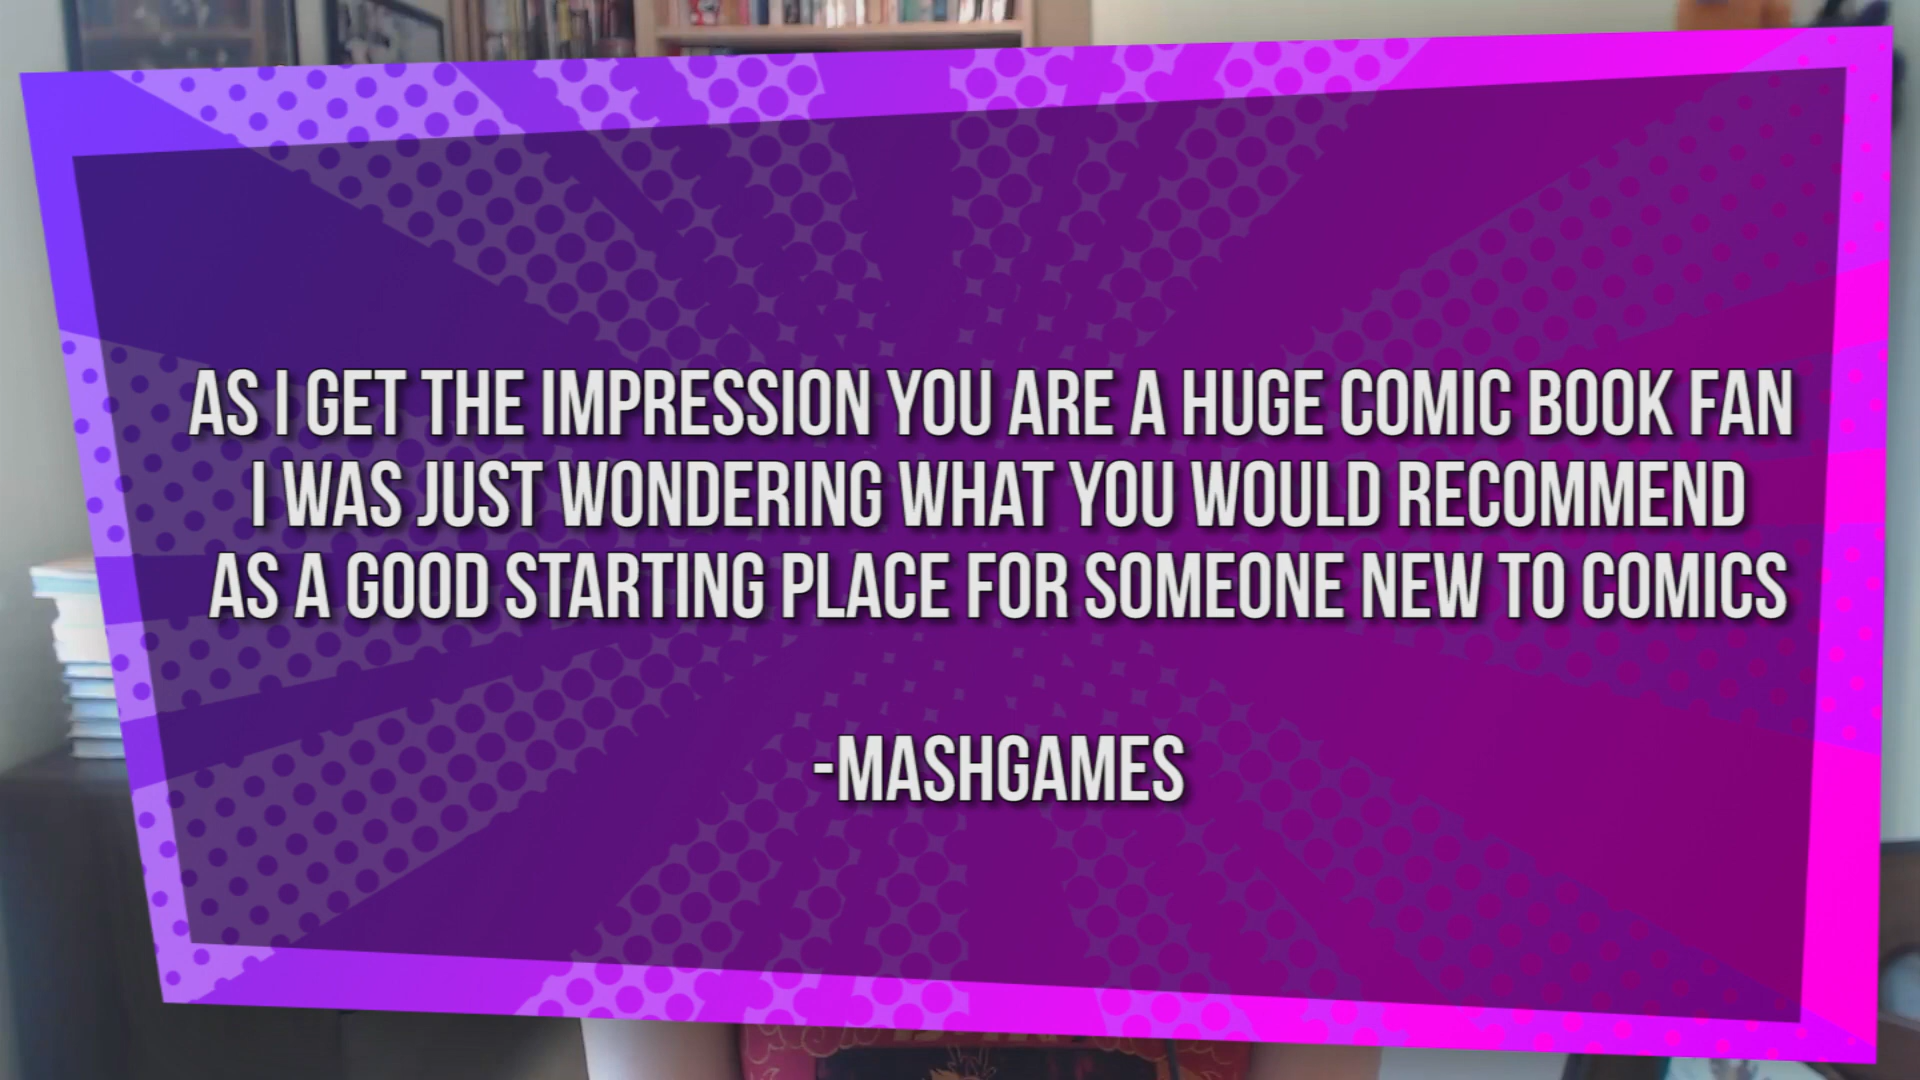 AS I GET THE IMPRESSION YOU ARE A HUGE COMIC BOOK FAN
I WAS JUST WONDERING WHAT YOU WOULD RECOMMEND
AS A GOOD STARTING PLACE FOR SOMEONE NEW TO COMICS
-MASHGAMES